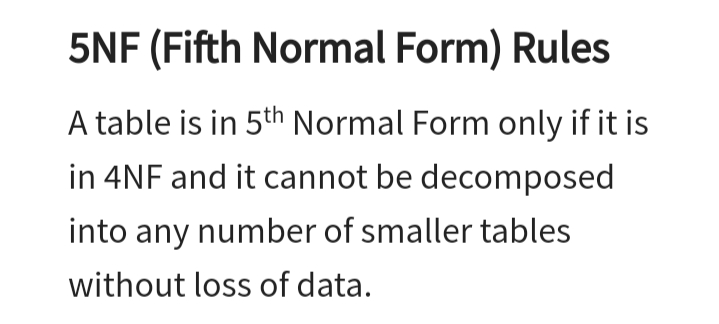 5NF (Fifth Normal Form) Rules
A table is in 5th Normal Form only if it is
in 4NF and it cannot be decomposed
into any number of smaller tables
without loss of data.